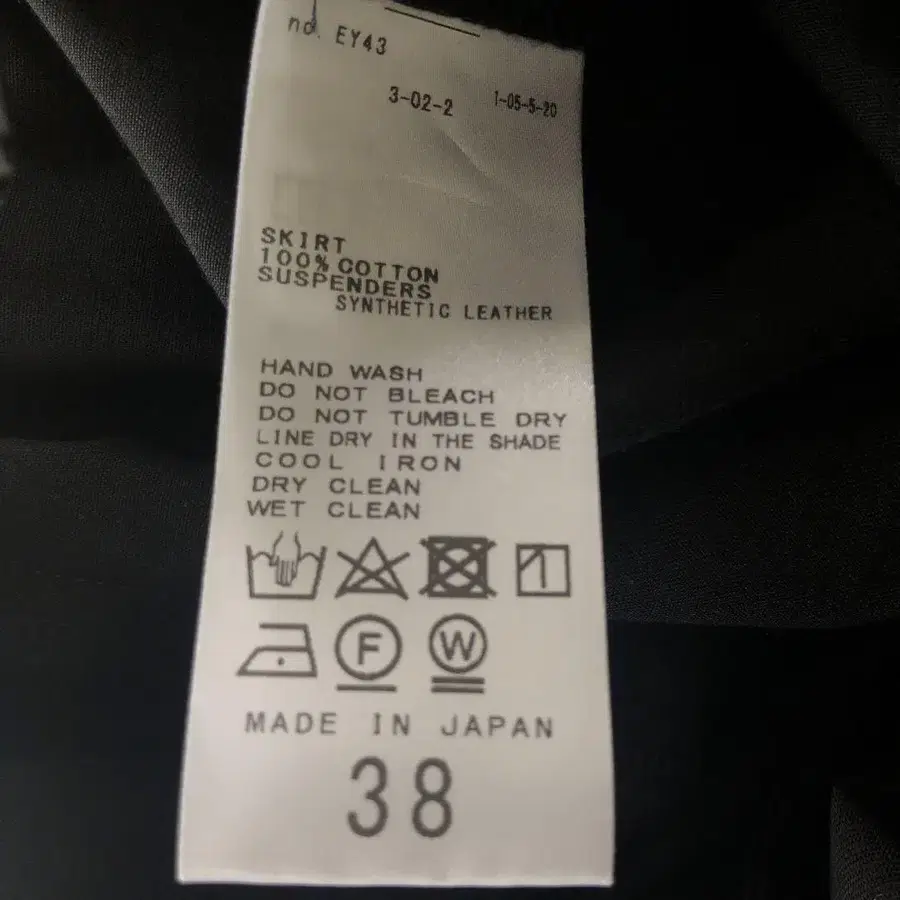 nd. EY43
3-02-2 1-05-5-20
SKIRT
100% COTTON
SUSPENDERS
SYNTHETIC LEATHER
HAND WASH
DO NOT BLEACH
DO NOT TUMBLE DRY
LINE DRY IN THE SHADE
COOL IRON
DRY CLEAN
WET CLEAN
F W
MADE IN JAPAN
38